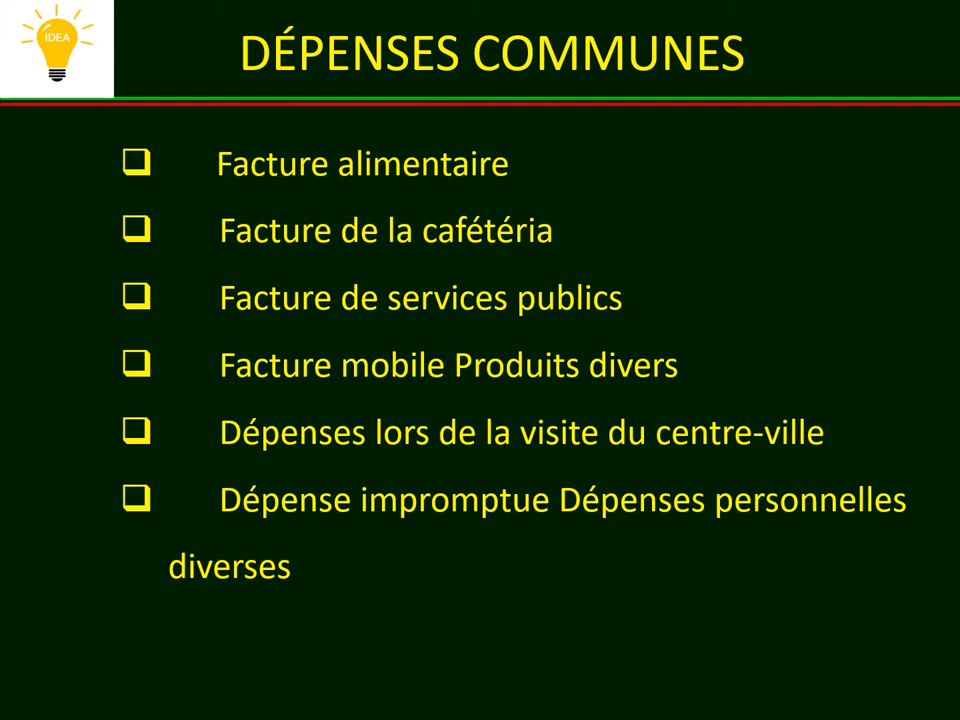 IDEA
DÉPENSES COMMUNES
❑ Facture alimentaire
❑ Facture de la cafétéria
❑ Facture de services publics
❑ Facture mobile Produits divers
❑ Dépenses lors de la visite du centre-ville
❑ Dépense impromptue Dépenses personnelles
diverses